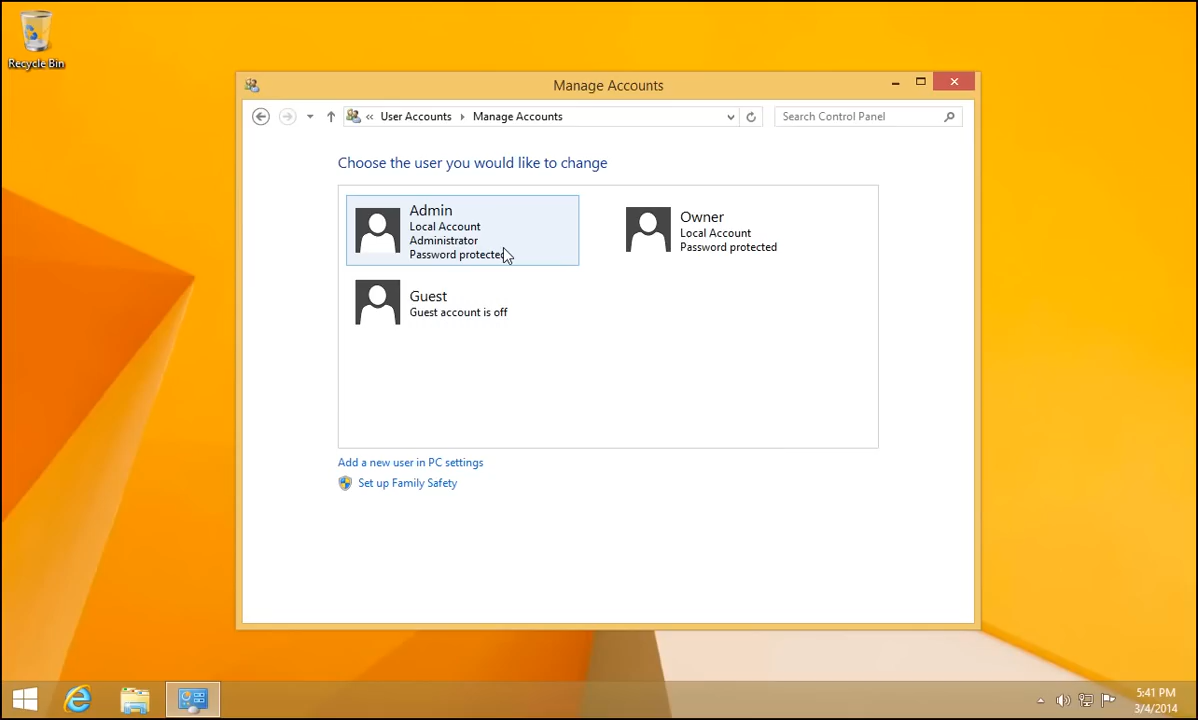 Recycle Bin
Manage Accounts
« User Accounts Manage Accounts
Search Control Panel
Choose the user you would like to change
Admin
Local Account
Administrator
Password protected
Owner
Local Account
Password protected
Guest
Guest account is off
Add a new user in PC settings
Set up Family Safety
5:41 PM
3/4/2014